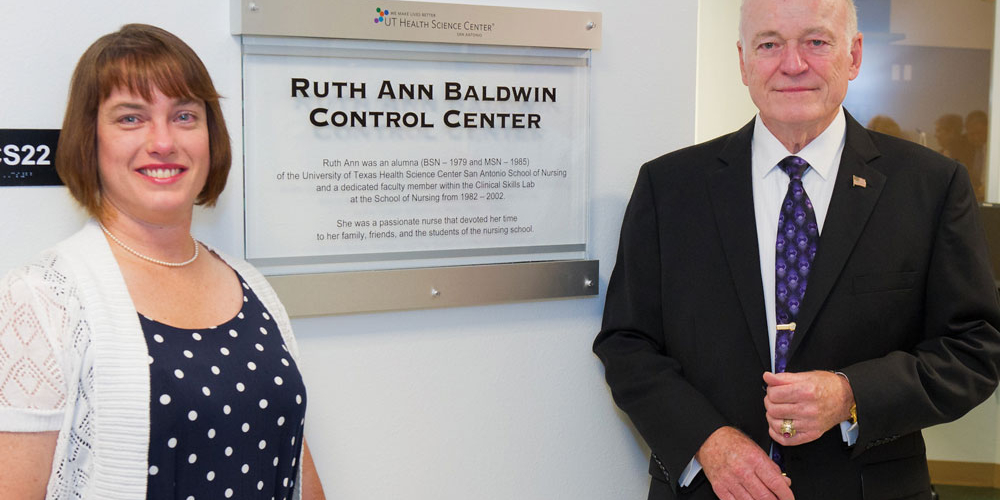 WE MAKE LIVES BETTER
UT HEALTH SCIENCE CENTER®
SAN ANTONIO
RUTH ANN BALDWIN
CONTROL CENTER
Ruth Ann was an alumna (BSN – 1979 and MSN – 1985)
of the University of Texas Health Science Center San Antonio School of Nursing
and a dedicated faculty member within the Clinical Skills Lab
at the School of Nursing from 1982 – 2002.
She was a passionate nurse that devoted her time
to her family, friends, and the students of the nursing school.
S22